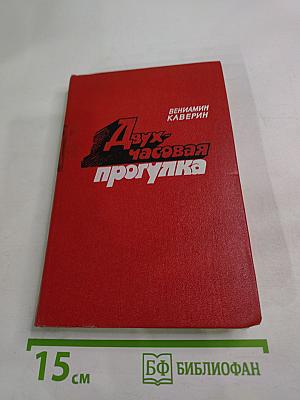 ВЕНИАМИН
КАВЕРИН
Двух-
часовая
прогулка
15 см
БФ БИБЛИОФАН